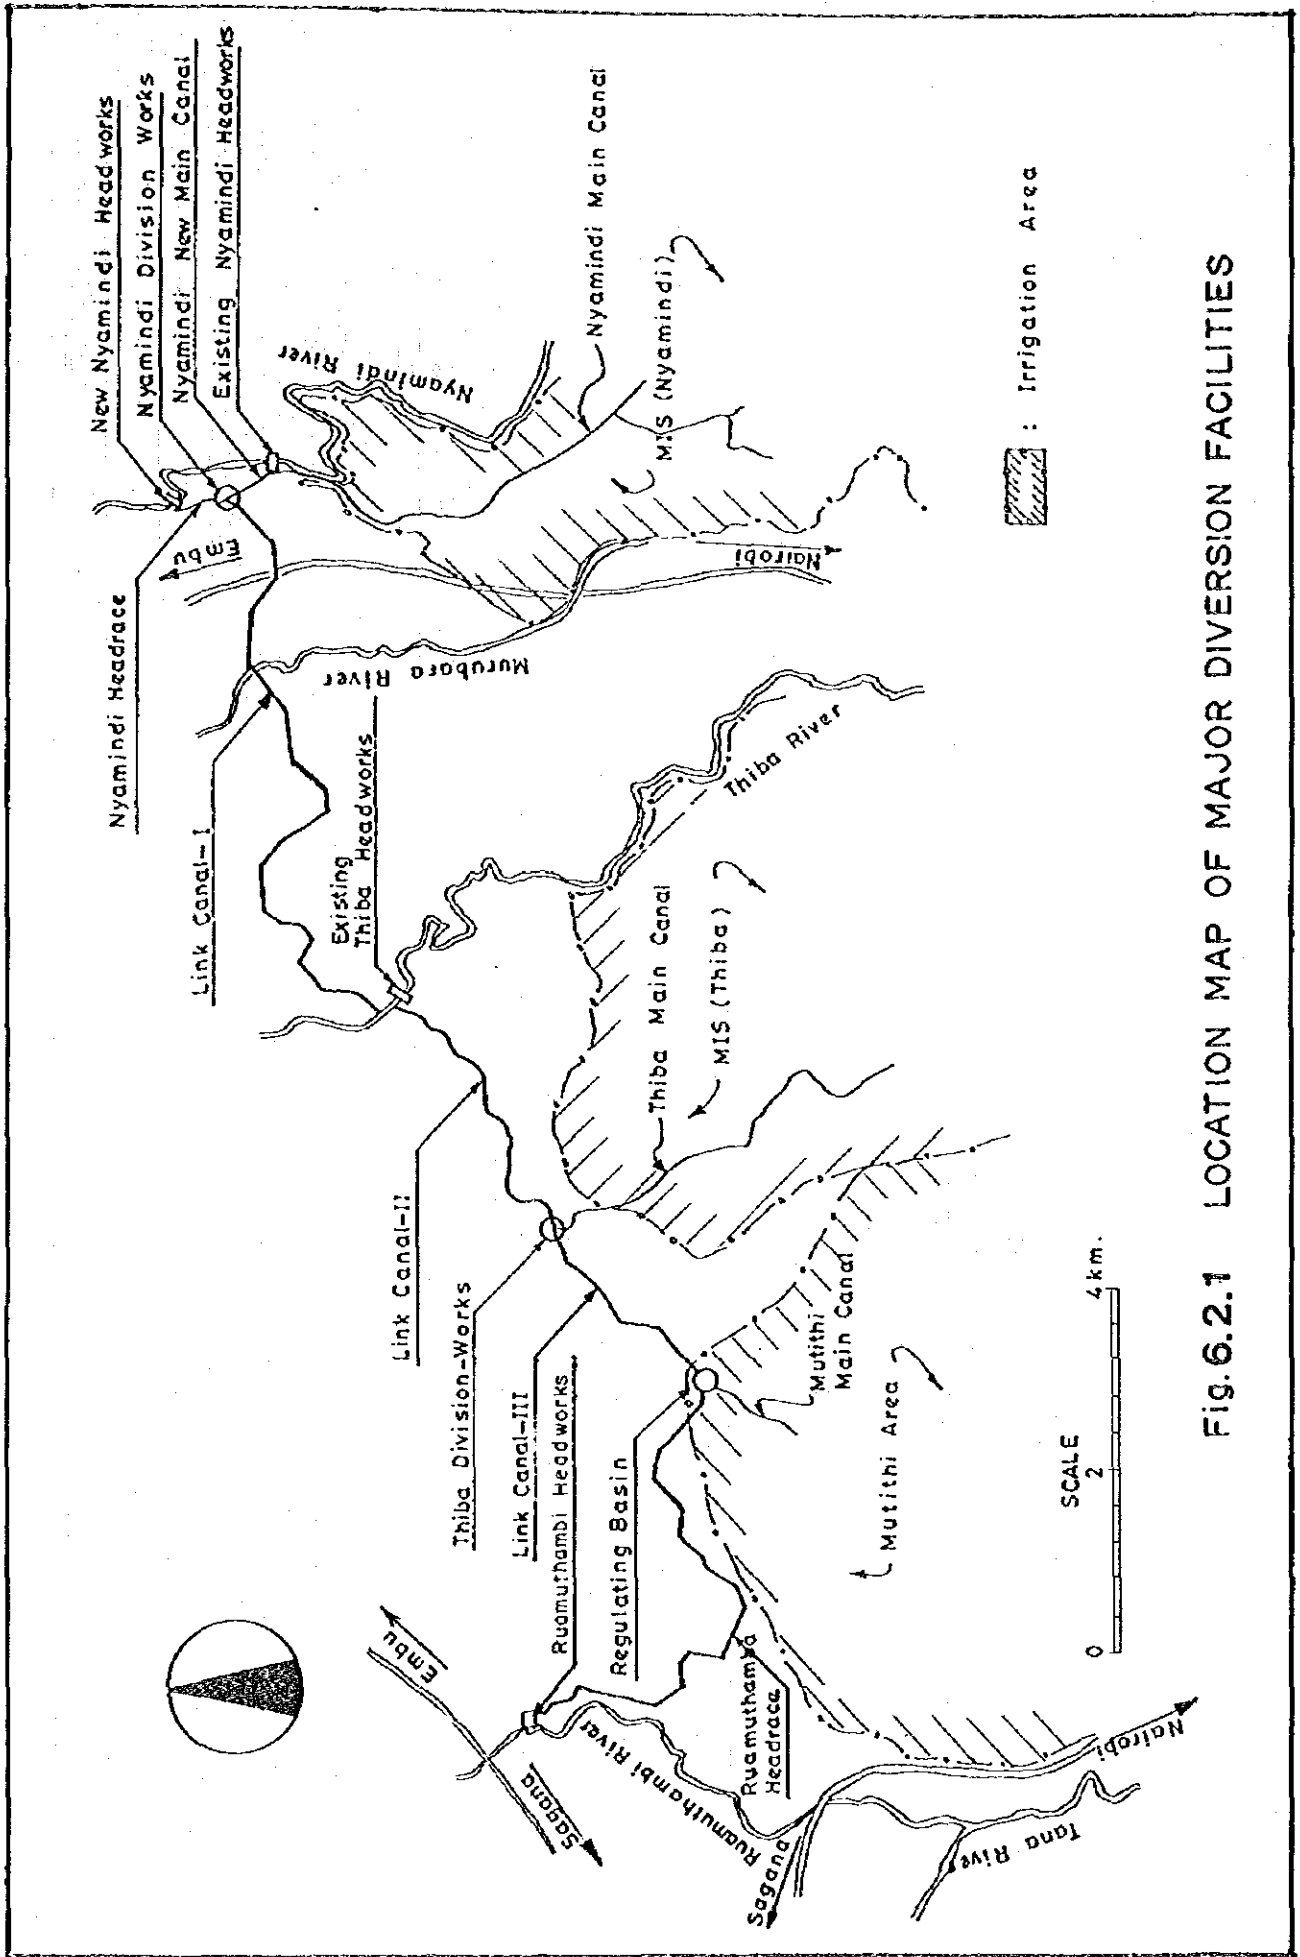 New Nyamindi Headworks
Nyamindi Division Works
Nyamindi New Main Canal
Existing Nyamindi Headworks
Nyamindi Headrace
Embu
Nyamindi River
Nyamindi Main Canal
MIS (Nyamindi)
Nairobi
Murubara River
Link Canal-I
Existing
Thiba Headworks
Thiba River
Link Canal-II
Thiba Main Canal
MIS (Thiba)
Thiba Division-Works
Link Canal-III
Ruamuthambi Headworks
Regulating Basin
Mutithi
Main Canal
Mutithi Area
Embu
Sagana
Ruamuthambi River
Ruamuthamba
Headrace
Sagana
Nairobi
Tana Rive
: Irrigation Area
SCALE
0 2 4 km.
Fig. 6.2.1 LOCATION MAP OF MAJOR DIVERSION FACILITIES